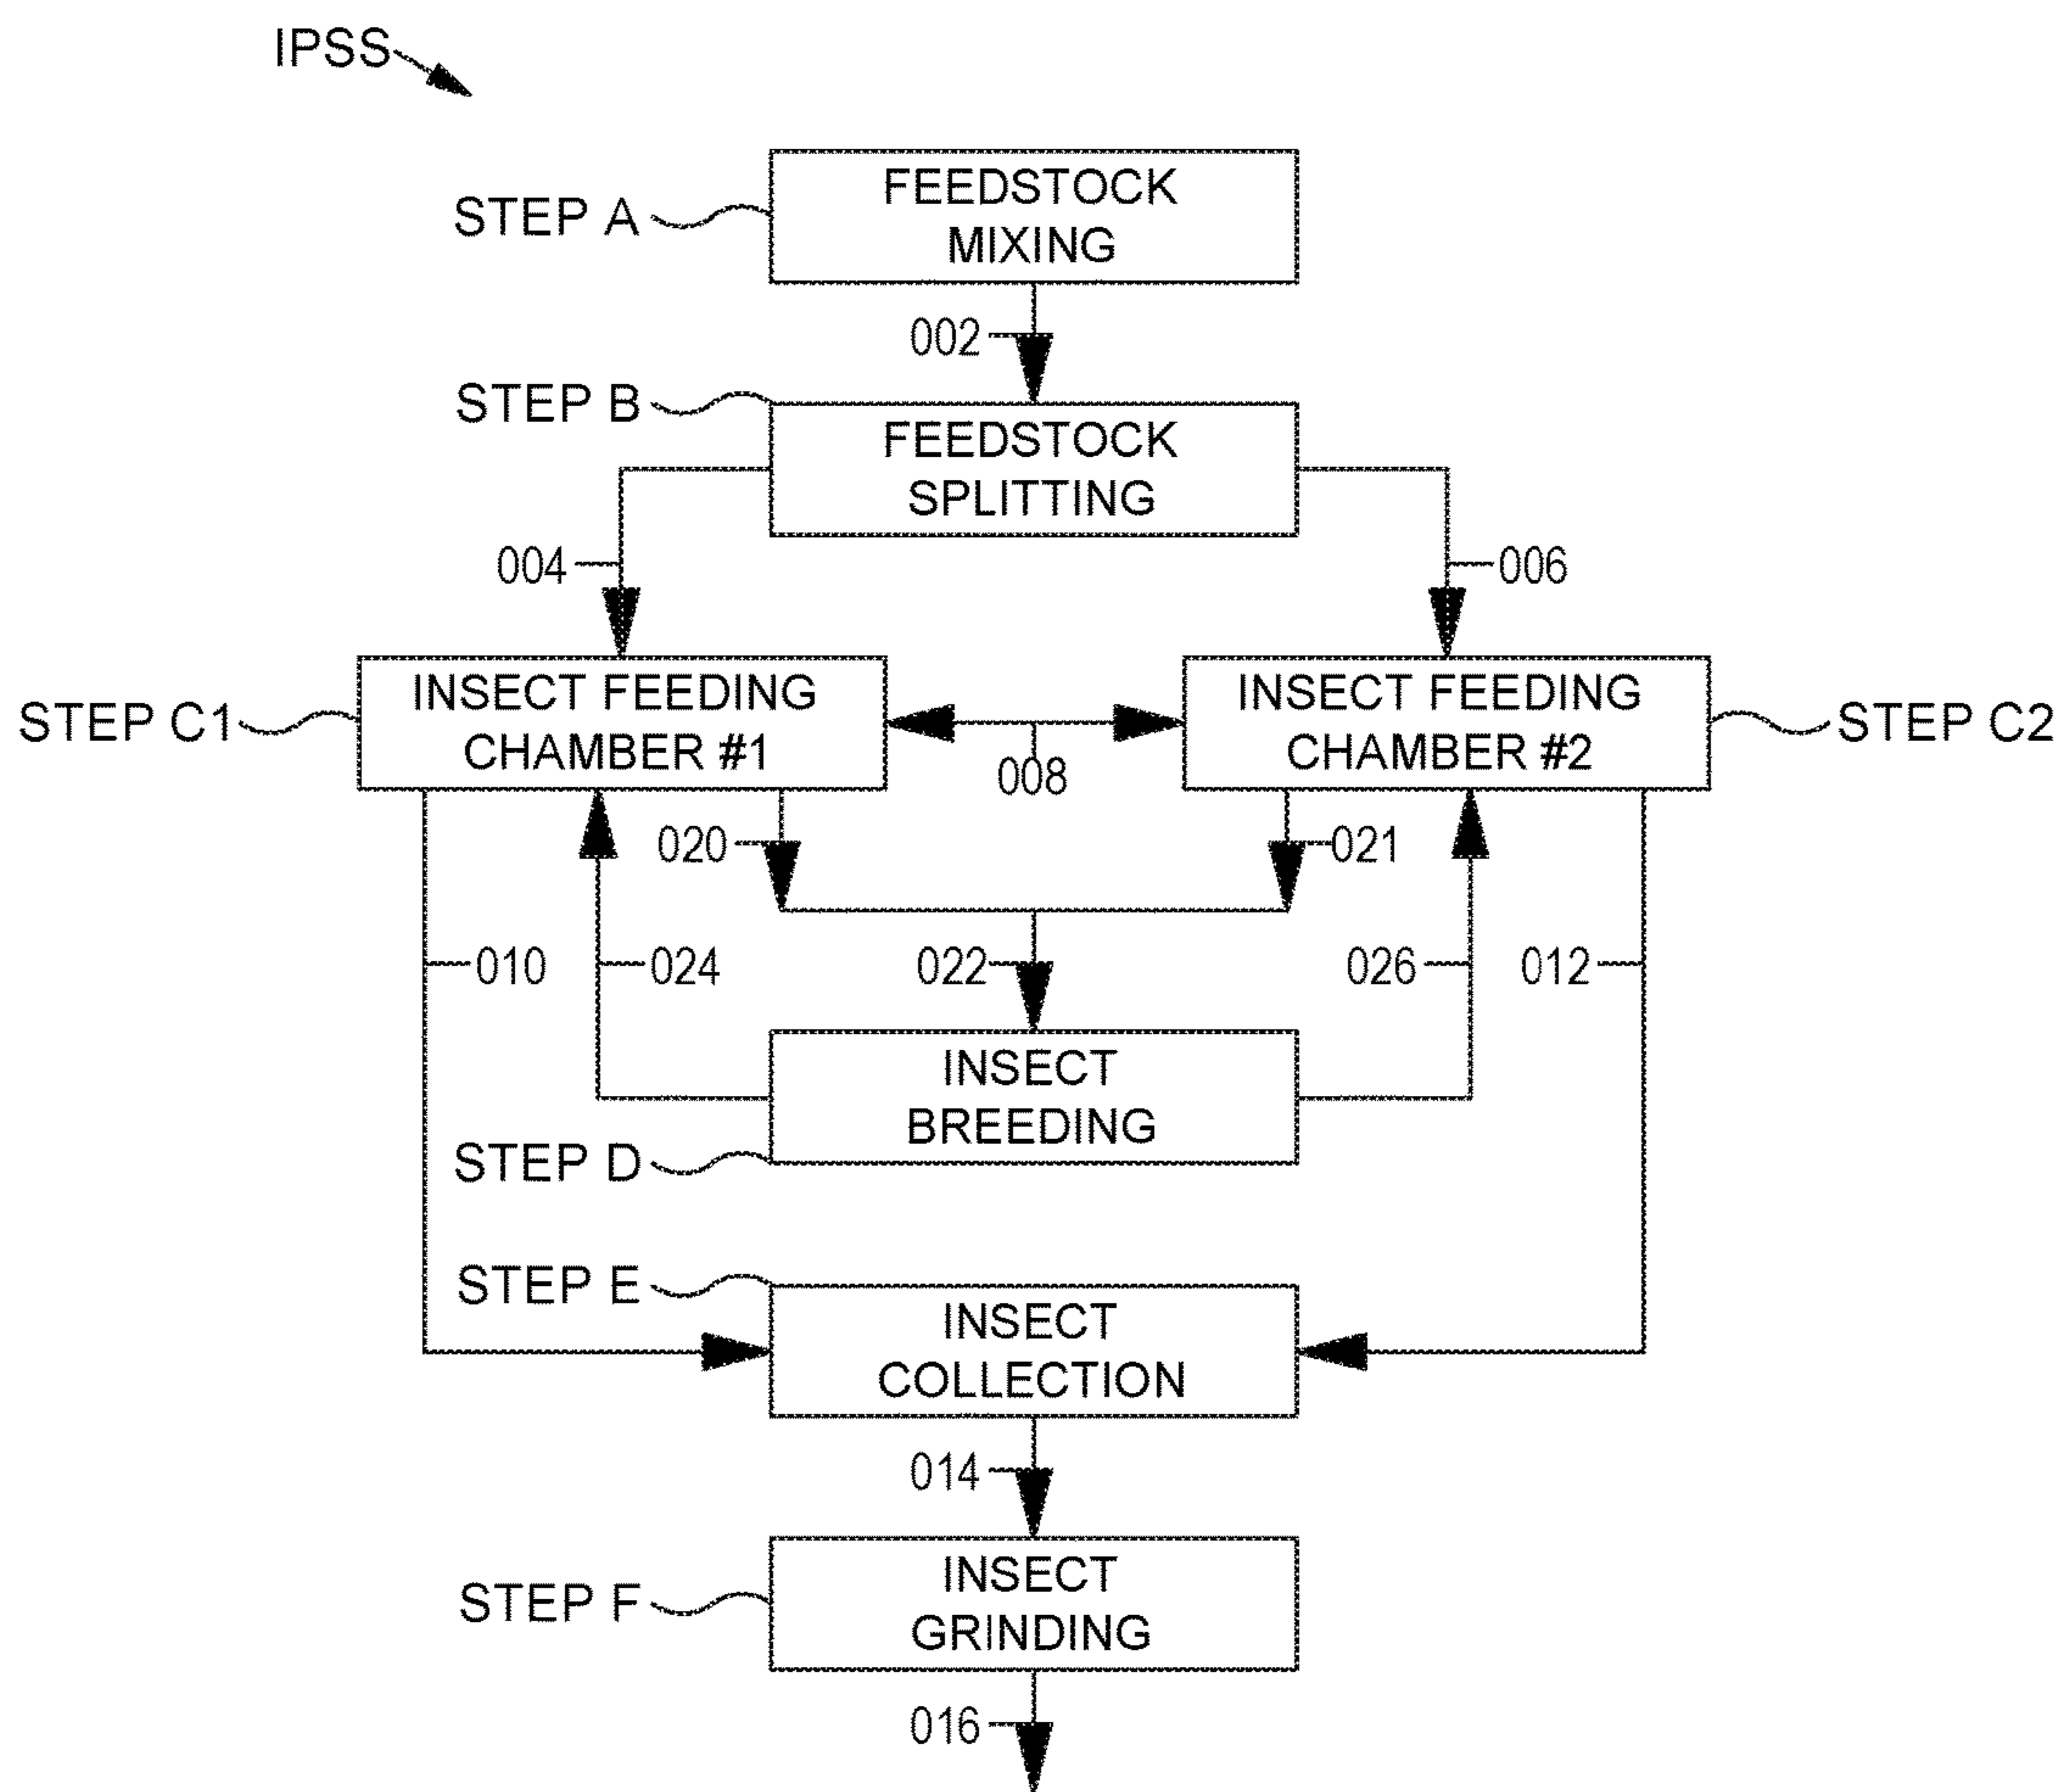 IPSS
FEEDSTOCK
STEP A
MIXING
002
STEP B
FEEDSTOCK
SPLITTING
004
006
INSECT FEEDING
CHAMBER #1
STEP C1
INSECT FEEDING
CHAMBER #2
STEP C2
008
020
021
010
024
022
026
012
INSECT
BREEDING
STEP D
STEP E
INSECT
COLLECTION
014
INSECT
GRINDING
STEP F
016